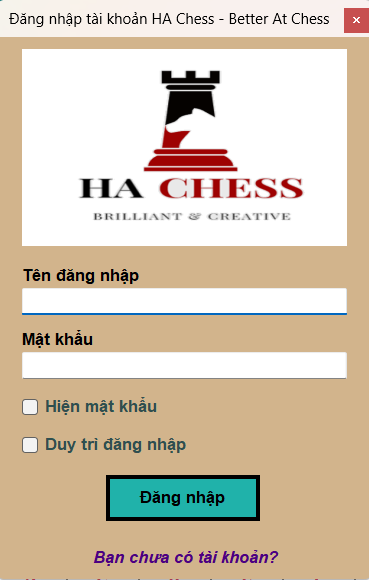 Đăng nhập tài khoản HA Chess - Better At Chess
HA CHESS
BRILLIANT & CREATIVE
Tên đăng nhập
Mật khẩu
Hiện mật khẩu
Duy trì đăng nhập
Đăng nhập
Bạn chưa có tài khoản?